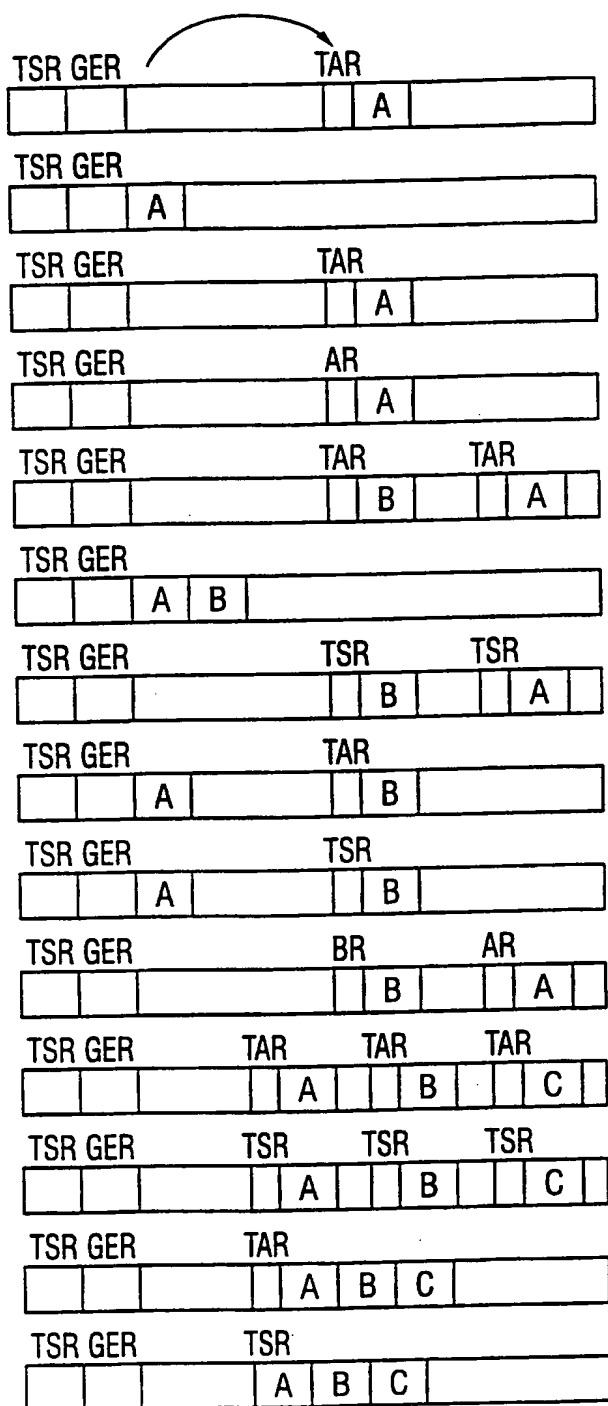 TSR GER TAR
A
TSR GER
A
TSR GER TAR
A
TSR GER AR
A
TSR GER TAR TAR
B A
TSR GER
A B
TSR GER TSR TSR
B A
TSR GER TAR
A B
TSR GER TSR
A B
TSR GER BR AR
B A
TSR GER TAR TAR TAR
A B C
TSR GER TSR TSR TSR
A B C
TSR GER TAR
A B C
TSR GER TSR
A B C